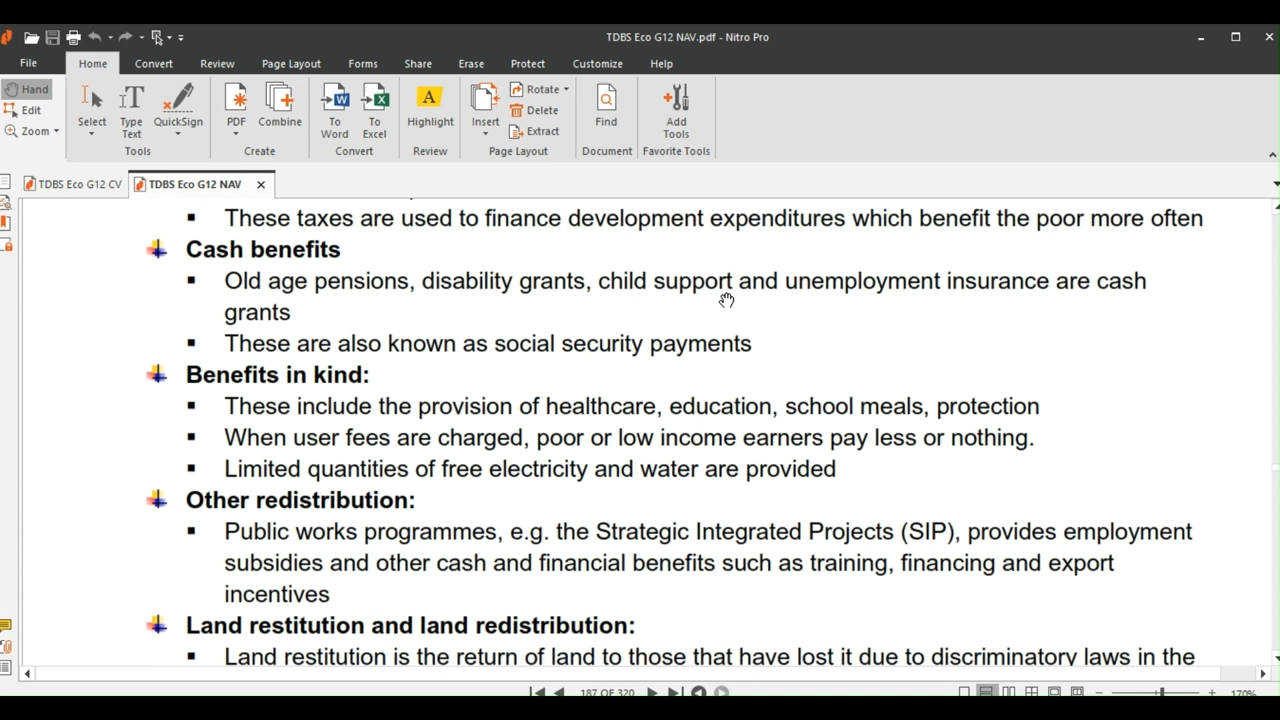 TDBS Eco G12 NAV.pdf - Nitro Pro
File Home Convert Review Page Layout Forms Share Erase Protect Customize Help
Hand
Edit
Zoom
Select
Type Text
QuickSign
Tools
PDF
Combine
Create
To Word
To Excel
Convert
Highlight
Review
Insert
Rotate
Delete
Extract
Page Layout
Find
Document
Add Tools
Favorite Tools
TDBS Eco G12 CV TDBS Eco G12 NAV
▪ These taxes are used to finance development expenditures which benefit the poor more often
Cash benefits
▪ Old age pensions, disability grants, child support and unemployment insurance are cash
grants
▪ These are also known as social security payments
Benefits in kind:
▪ These include the provision of healthcare, education, school meals, protection
▪ When user fees are charged, poor or low income earners pay less or nothing.
▪ Limited quantities of free electricity and water are provided
Other redistribution:
▪ Public works programmes, e.g. the Strategic Integrated Projects (SIP), provides employment
subsidies and other cash and financial benefits such as training, financing and export
incentives
Land restitution and land redistribution:
▪ Land restitution is the return of land to those that have lost it due to discriminatory laws in the
187 OF 320
170%